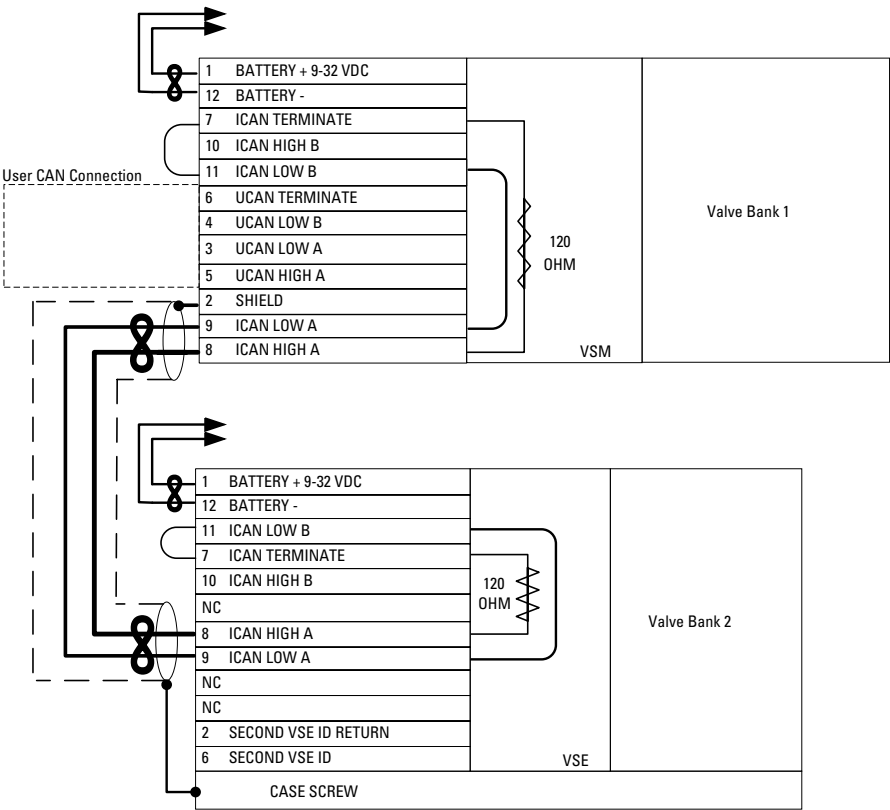 1 BATTERY + 9-32 VDC
12 BATTERY -
7 ICAN TERMINATE
10 ICAN HIGH B
11 ICAN LOW B
User CAN Connection
6 UCAN TERMINATE
4 UCAN LOW B
3 UCAN LOW A
5 UCAN HIGH A
2 SHIELD
9 ICAN LOW A
8 ICAN HIGH A
120
OHM
VSM
Valve Bank 1
1 BATTERY + 9-32 VDC
12 BATTERY -
11 ICAN LOW B
7 ICAN TERMINATE
10 ICAN HIGH B
NC
8 ICAN HIGH A
9 ICAN LOW A
NC
NC
2 SECOND VSE ID RETURN
6 SECOND VSE ID
CASE SCREW
120
OHM
VSE
Valve Bank 2